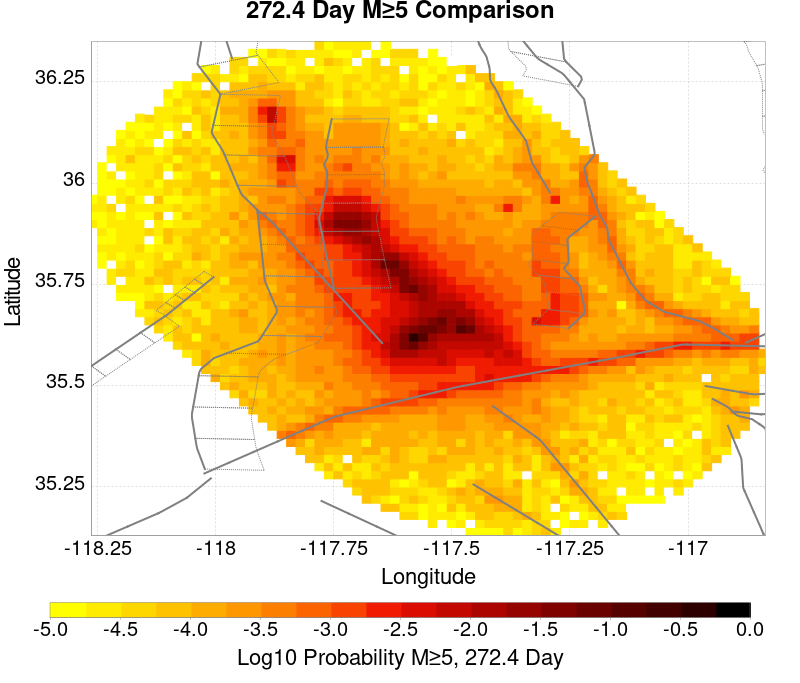 272.4 Day M≥5 Comparison
36.25
36
35.75
35.5
35.25
Latitude
-118.25 -118 -117.75 -117.5 -117.25 -117
Longitude
-5.0 -4.5 -4.0 -3.5 -3.0 -2.5 -2.0 -1.5 -1.0 -0.5 0.0
Log10 Probability M≥5, 272.4 Day